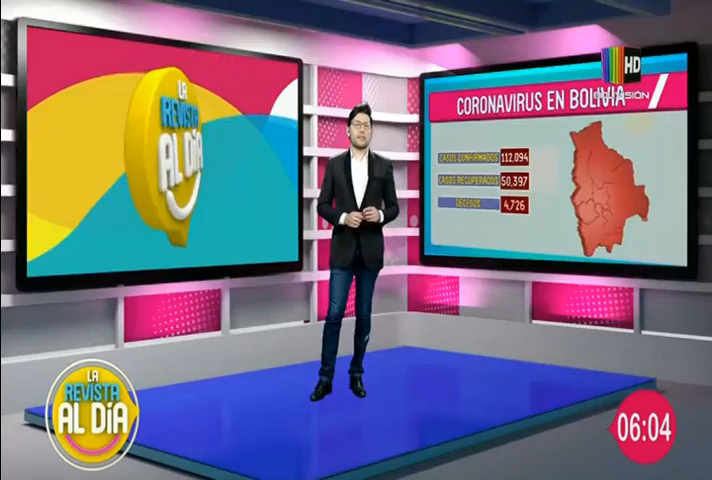 LA
REVISTA
AL DÍA
HD
CORONAVIRUS EN BOLIVIA
CASOS CONFIRMADOS 112,094
CASOS RECUPERADOS 50,397
DECESOS 4,726
LA
REVISTA
AL DÍA
06:04